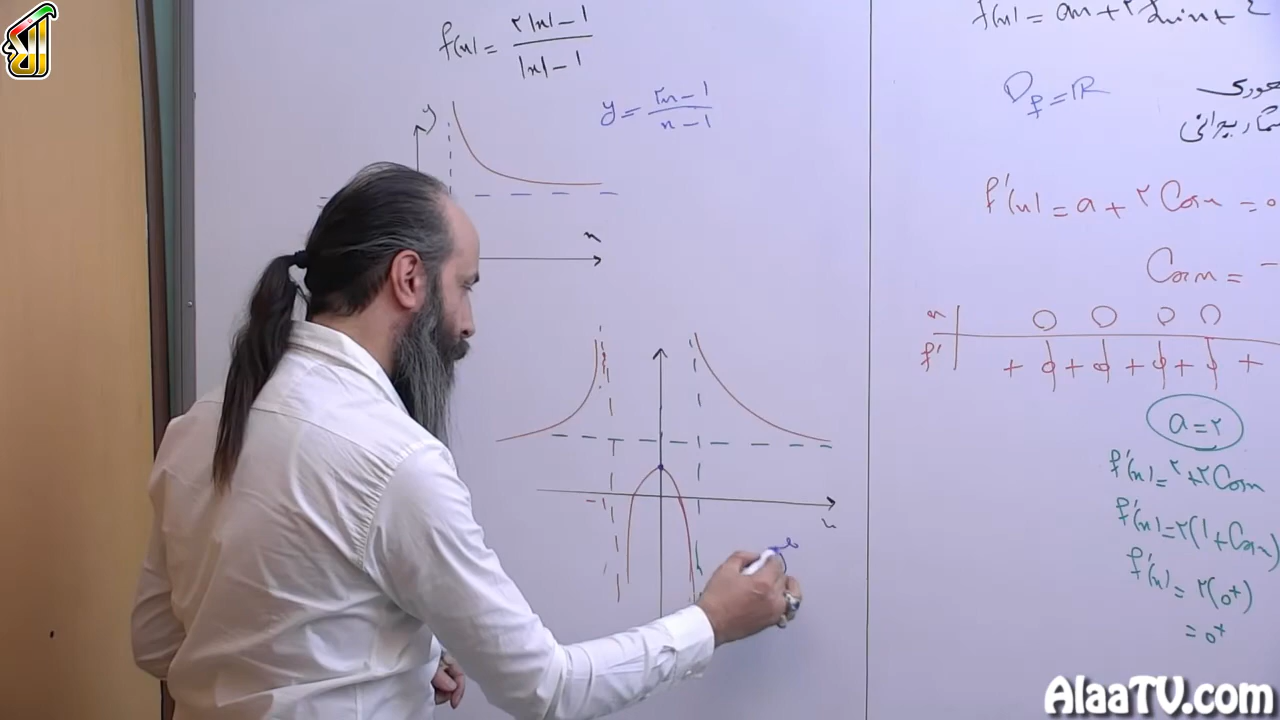 f(x) = ۲|x| − ۱ / |x| − ۱
y = ۲x − ۱ / x − ۱
y
x
−۱
x
f(x) = ax + ۲ sin x +
D_f = ℝ
f'(x) = a + ۲ Cos x = ۰
Cos x = −
x
f' + + + + +
a = ۲
f'(x) = ۲ + ۲ Cos x
f'(x) = ۲(۱ + Cos x)
f'(x) = ۲(۰⁺)
= ۰⁺
AlaaTV.com